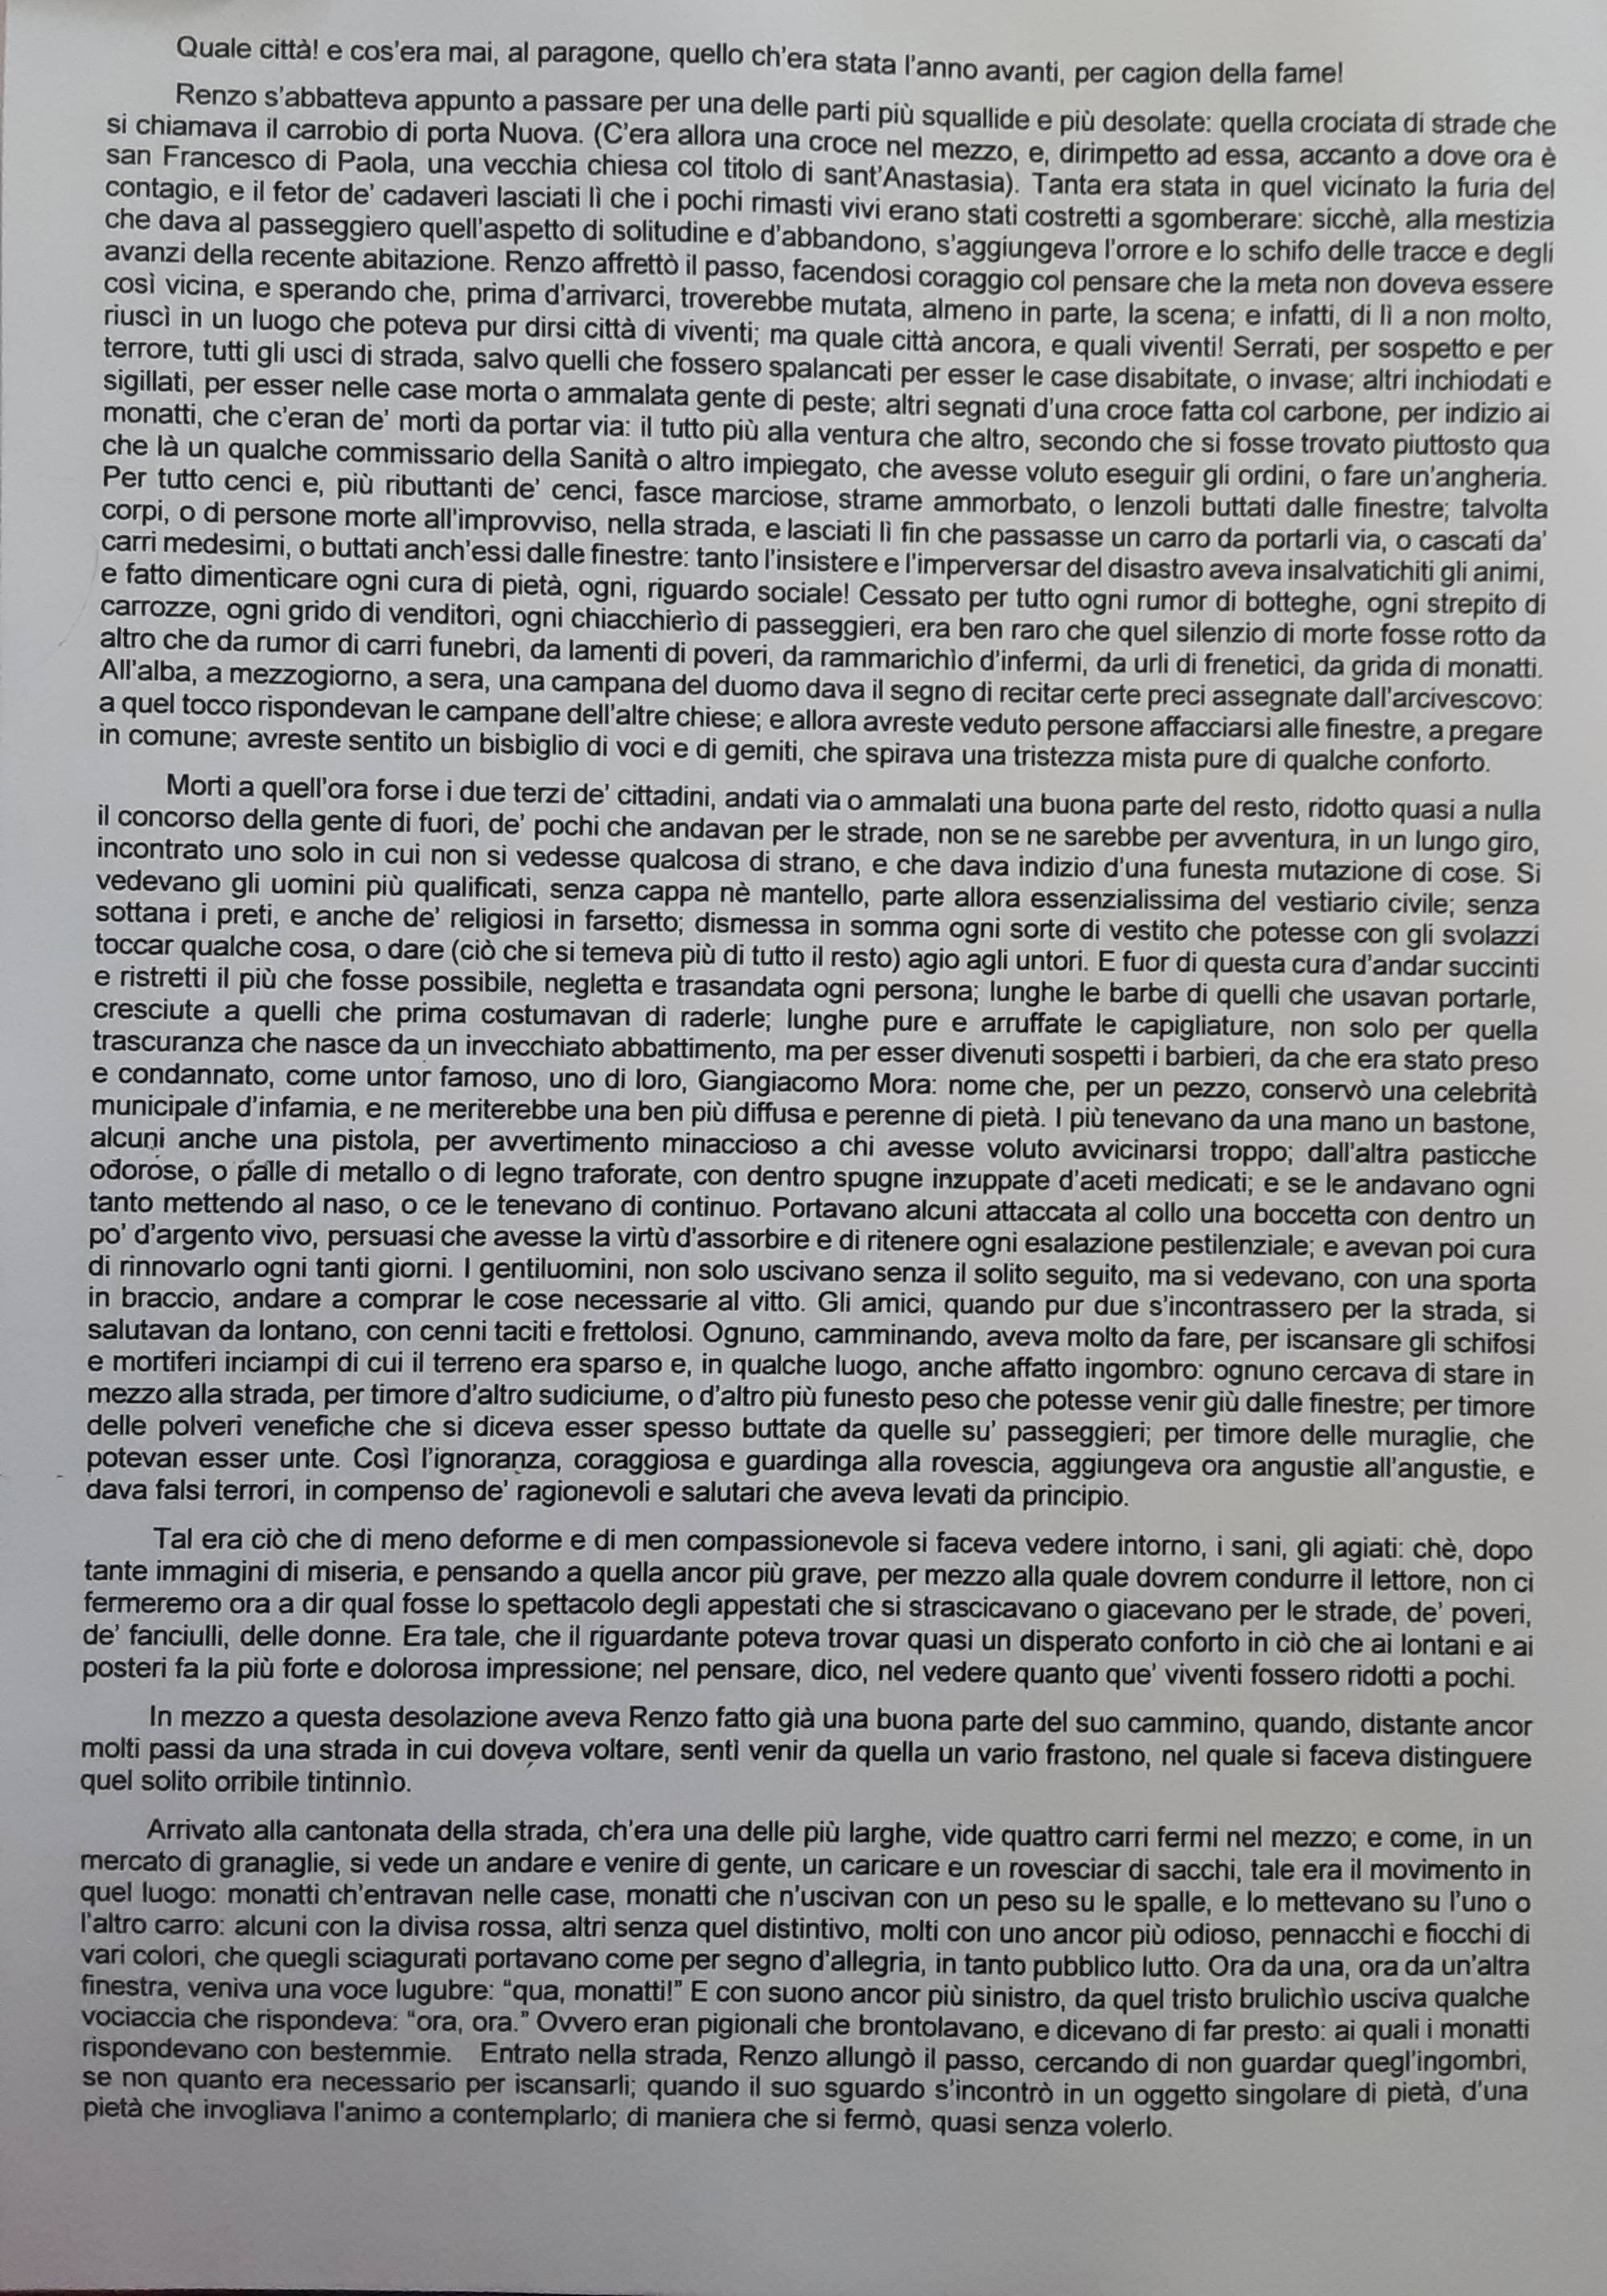 Quale città! e cos'era mai, al paragone, quello ch'era stata l'anno avanti, per cagion della fame!
Renzo s'abbatteva appunto a passare per una delle parti più squallide e più desolate: quella crociata di strade che
si chiamava il carrobio di porta Nuova. (C'era allora una croce nel mezzo, e, dirimpetto ad essa, accanto a dove ora è
san Francesco di Paola, una vecchia chiesa col titolo di sant'Anastasia). Tanta era stata in quel vicinato la furia del
contagio, e il fetor de' cadaveri lasciati lì che i pochi rimasti vivi erano stati costretti a sgomberare: sicchè, alla mestizia
che dava al passeggiero quell'aspetto di solitudine e d'abbandono, s'aggiungeva l'orrore e lo schifo delle tracce e degli
avanzi della recente abitazione. Renzo affrettò il passo, facendosi coraggio col pensare che la meta non doveva essere
così vicina, e sperando che, prima d'arrivarci, troverebbe mutata, almeno in parte, la scena; e infatti, di lì a non molto,
riuscì in un luogo che poteva pur dirsi città di viventi; ma quale città ancora, e quali viventi! Serrati, per sospetto e per
terrore, tutti gli usci di strada, salvo quelli che fossero spalancati per esser le case disabitate, o invase; altri inchiodati e
sigillati, per esser nelle case morta o ammalata gente di peste; altri segnati d'una croce fatta col carbone, per indizio ai
monatti, che c'eran de' morti da portar via: il tutto più alla ventura che altro, secondo che si fosse trovato piuttosto qua
che là un qualche commissario della Sanità o altro impiegato, che avesse voluto eseguir gli ordini, o fare un'angheria.
Per tutto cenci e, più ributtanti de' cenci, fasce marciose, strame ammorbato, o lenzoli buttati dalle finestre; talvolta
corpi, o di persone morte all'improvviso, nella strada, e lasciati lì fin che passasse un carro da portarli via, o cascati da'
carri medesimi, o buttati anch'essi dalle finestre: tanto l'insistere e l'imperversar del disastro aveva insalvatichiti gli animi,
e fatto dimenticare ogni cura di pietà, ogni, riguardo sociale! Cessato per tutto ogni rumor di botteghe, ogni strepito di
carrozze, ogni grido di venditori, ogni chiacchierìo di passeggieri, era ben raro che quel silenzio di morte fosse rotto da
altro che da rumor di carri funebri, da lamenti di poveri, da rammarichìo d'infermi, da urli di frenetici, da grida di monatti.
All'alba, a mezzogiorno, a sera, una campana del duomo dava il segno di recitar certe preci assegnate dall'arcivescovo:
a quel tocco rispondevan le campane dell'altre chiese; e allora avreste veduto persone affacciarsi alle finestre, a pregare
in comune; avreste sentito un bisbiglio di voci e di gemiti, che spirava una tristezza mista pure di qualche conforto.
Morti a quell'ora forse i due terzi de' cittadini, andati via o ammalati una buona parte del resto, ridotto quasi a nulla
il concorso della gente di fuori, de' pochi che andavan per le strade, non se ne sarebbe per avventura, in un lungo giro,
incontrato uno solo in cui non si vedesse qualcosa di strano, e che dava indizio d'una funesta mutazione di cose. Si
vedevano gli uomini più qualificati, senza cappa nè mantello, parte allora essenzialissima del vestiario civile; senza
sottana i preti, e anche de' religiosi in farsetto; dismessa in somma ogni sorte di vestito che potesse con gli svolazzi
toccar qualche cosa, o dare (ciò che si temeva più di tutto il resto) agio agli untori. E fuor di questa cura d'andar succinti
e ristretti il più che fosse possibile, negletta e trasandata ogni persona; lunghe le barbe di quelli che usavan portarle,
cresciute a quelli che prima costumavan di raderle; lunghe pure e arruffate le capigliature, non solo per quella
trascuranza che nasce da un invecchiato abbattimento, ma per esser divenuti sospetti i barbieri, da che era stato preso
e condannato, come untor famoso, uno di loro, Giangiacomo Mora: nome che, per un pezzo, conservò una celebrità
municipale d'infamia, e ne meriterebbe una ben più diffusa e perenne di pietà. I più tenevano da una mano un bastone,
alcuni anche una pistola, per avvertimento minaccioso a chi avesse voluto avvicinarsi troppo; dall'altra pasticche
odorose, o palle di metallo o di legno traforate, con dentro spugne inzuppate d'aceti medicati; e se le andavano ogni
tanto mettendo al naso, o ce le tenevano di continuo. Portavano alcuni attaccata al collo una boccetta con dentro un
po' d'argento vivo, persuasi che avesse la virtù d'assorbire e di ritenere ogni esalazione pestilenziale; e avevan poi cura
di rinnovarlo ogni tanti giorni. I gentiluomini, non solo uscivano senza il solito seguito, ma si vedevano, con una sporta
in braccio, andare a comprar le cose necessarie al vitto. Gli amici, quando pur due s'incontrassero per la strada, si
salutavan da lontano, con cenni taciti e frettolosi. Ognuno, camminando, aveva molto da fare, per iscansare gli schifosi
e mortiferi inciampi di cui il terreno era sparso e, in qualche luogo, anche affatto ingombro: ognuno cercava di stare in
mezzo alla strada, per timore d'altro sudiciume, o d'altro più funesto peso che potesse venir giù dalle finestre; per timore
delle polveri venefiche che si diceva esser spesso buttate da quelle su' passeggieri; per timore delle muraglie, che
potevan esser unte. Così l'ignoranza, coraggiosa e guardinga alla rovescia, aggiungeva ora angustie all'angustie, e
dava falsi terrori, in compenso de' ragionevoli e salutari che aveva levati da principio.
Tal era ciò che di meno deforme e di men compassionevole si faceva vedere intorno, i sani, gli agiati: chè, dopo
tante immagini di miseria, e pensando a quella ancor più grave, per mezzo alla quale dovrem condurre il lettore, non ci
fermeremo ora a dir qual fosse lo spettacolo degli appestati che si strascicavano o giacevano per le strade, de' poveri,
de' fanciulli, delle donne. Era tale, che il riguardante poteva trovar quasi un disperato conforto in ciò che ai lontani e ai
posteri fa la più forte e dolorosa impressione; nel pensare, dico, nel vedere quanto que' viventi fossero ridotti a pochi.
In mezzo a questa desolazione aveva Renzo fatto già una buona parte del suo cammino, quando, distante ancor
molti passi da una strada in cui doveva voltare, sentì venir da quella un vario frastono, nel quale si faceva distinguere
quel solito orribile tintinnìo.
Arrivato alla cantonata della strada, ch'era una delle più larghe, vide quattro carri fermi nel mezzo; e come, in un
mercato di granaglie, si vede un andare e venire di gente, un caricare e un rovesciar di sacchi, tale era il movimento in
quel luogo: monatti ch'entravan nelle case, monatti che n'uscivan con un peso su le spalle, e lo mettevano su l'uno o
l'altro carro: alcuni con la divisa rossa, altri senza quel distintivo, molti con uno ancor più odioso, pennacchi e fiocchi di
vari colori, che quegli sciagurati portavano come per segno d'allegria, in tanto pubblico lutto. Ora da una, ora da un'altra
finestra, veniva una voce lugubre: "qua, monatti!" E con suono ancor più sinistro, da quel tristo brulichìo usciva qualche
vociaccia che rispondeva: "ora, ora." Ovvero eran pigionali che brontolavano, e dicevano di far presto: ai quali i monatti
rispondevano con bestemmie. Entrato nella strada, Renzo allungò il passo, cercando di non guardar quegl'ingombri,
se non quanto era necessario per iscansarli; quando il suo sguardo s'incontrò in un oggetto singolare di pietà, d'una
pietà che invogliava l'animo a contemplarlo; di maniera che si fermò, quasi senza volerlo.